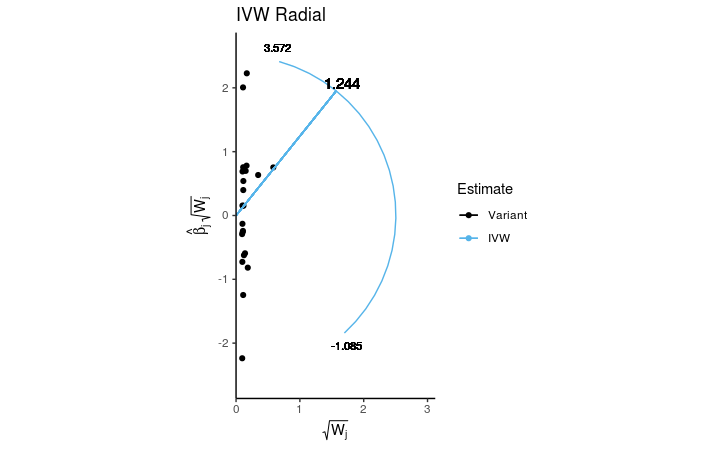 IVW Radial
3.572
1.244
2
1
0
-1
-2
β̂j√Wj
-1.085
0 1 2 3
√Wj
Estimate
Variant
IVW